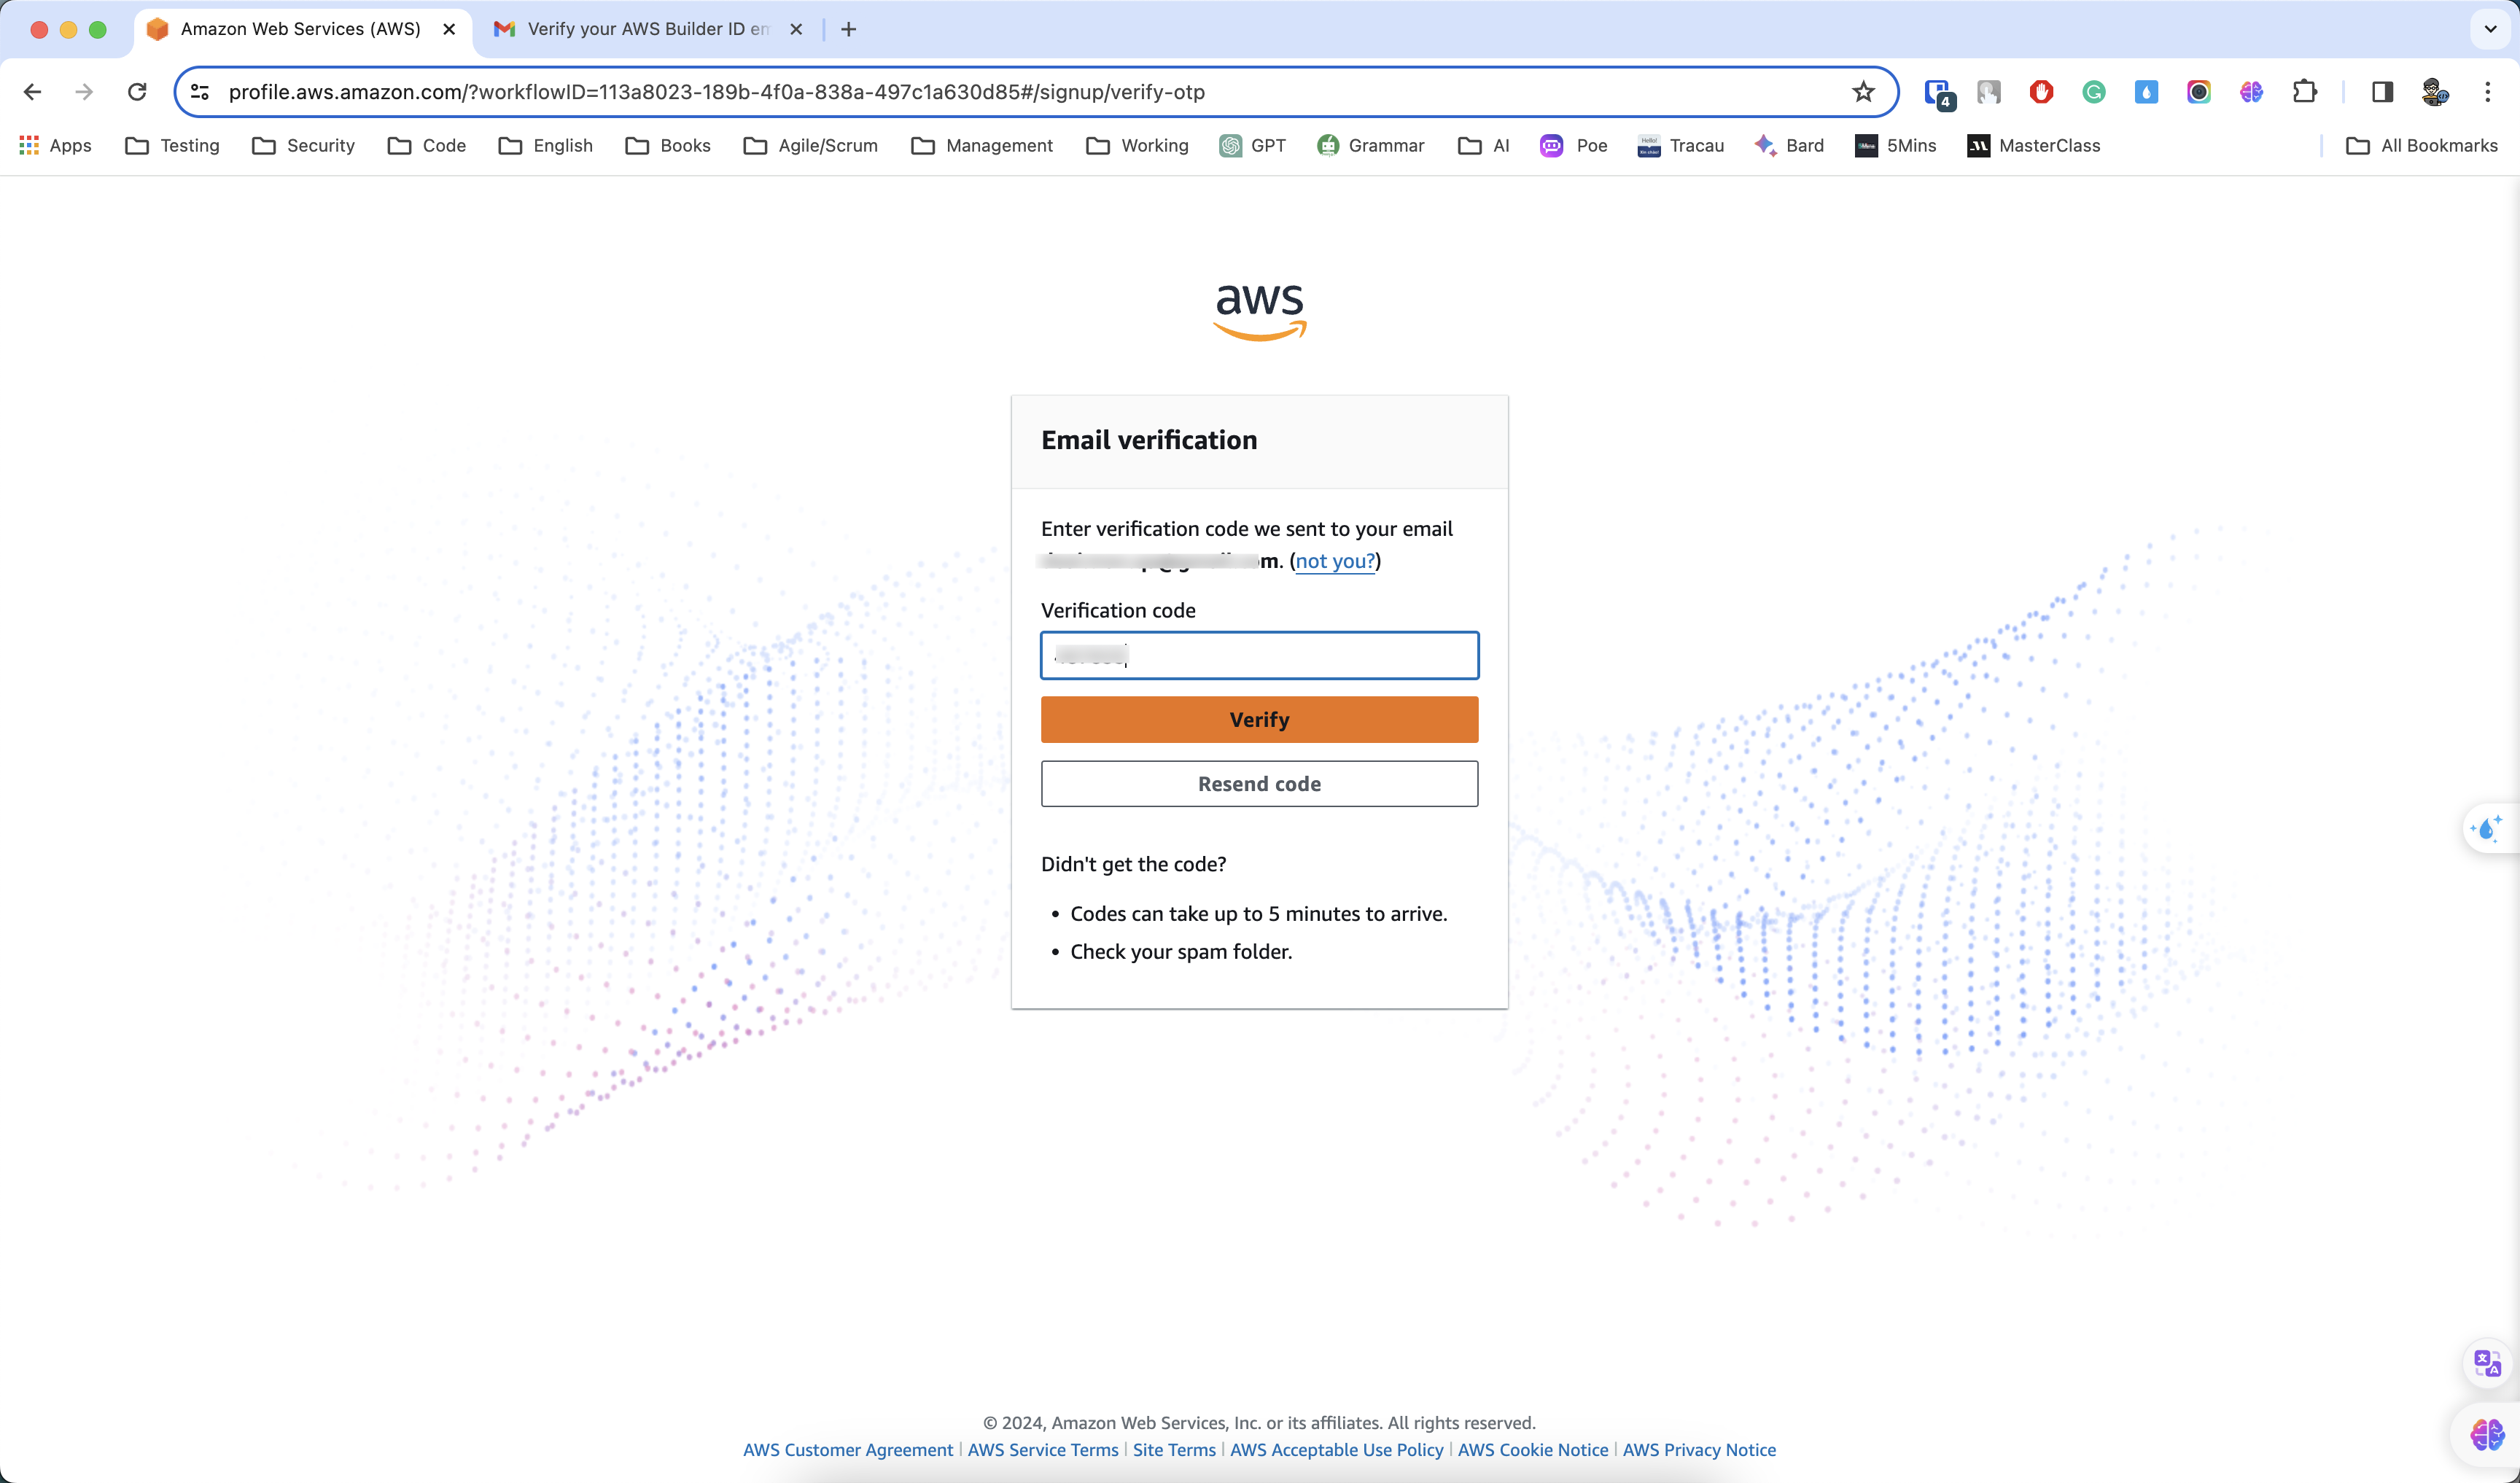 Amazon Web Services (AWS)
Verify your AWS Builder ID em
profile.aws.amazon.com/?workflowID=113a8023-189b-4f0a-838a-497c1a630d85#/signup/verify-otp
4
Apps
Testing
Security
Code
English
Books
Agile/Scrum
Management
Working
GPT
Grammar
AI
Poe
Tracau
Bard
5Mins
MasterClass
All Bookmarks
aws
Email verification
Enter verification code we sent to your email
m. (not you?)
Verification code
Verify
Resend code
Didn't get the code?
• Codes can take up to 5 minutes to arrive.
• Check your spam folder.
© 2024, Amazon Web Services, Inc. or its affiliates. All rights reserved.
AWS Customer Agreement | AWS Service Terms | Site Terms | AWS Acceptable Use Policy | AWS Cookie Notice | AWS Privacy Notice